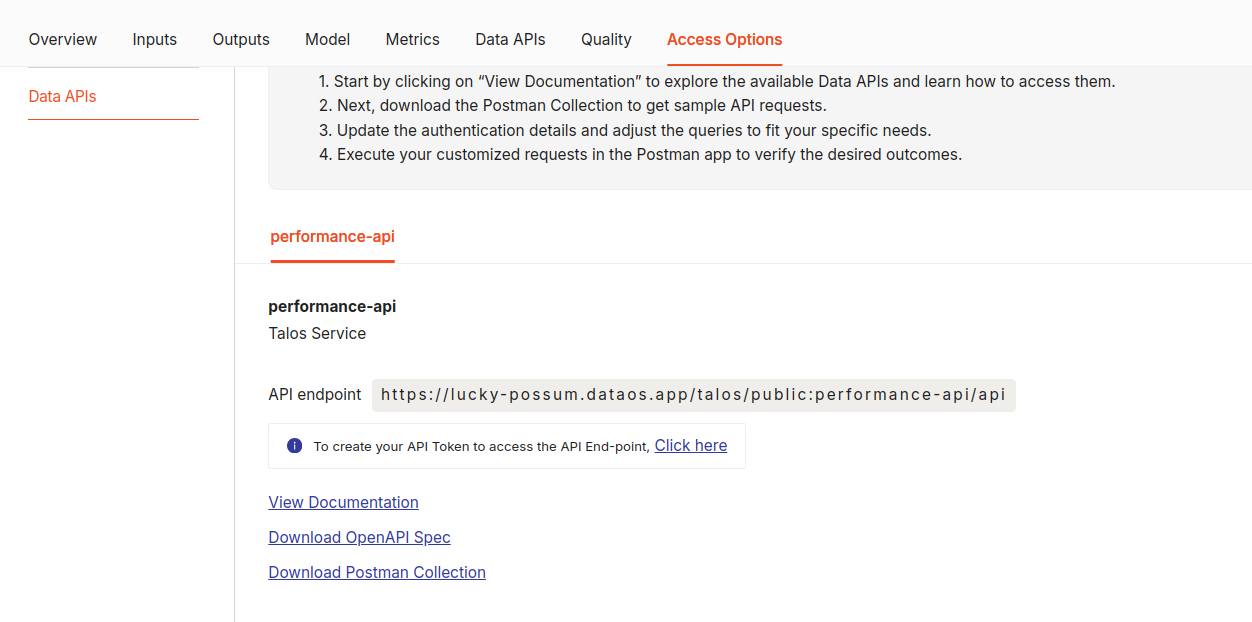 Overview Inputs Outputs Model Metrics Data APIs Quality Access Options
Data APIs
1. Start by clicking on “View Documentation” to explore the available Data APIs and learn how to access them.
2. Next, download the Postman Collection to get sample API requests.
3. Update the authentication details and adjust the queries to fit your specific needs.
4. Execute your customized requests in the Postman app to verify the desired outcomes.
performance-api
performance-api
Talos Service
API endpoint https://lucky-possum.dataos.app/talos/public:performance-api/api
To create your API Token to access the API End-point, Click here
View Documentation
Download OpenAPI Spec
Download Postman Collection